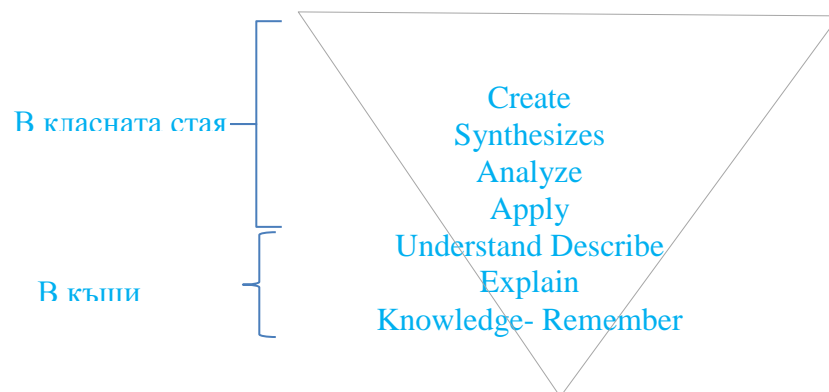 В класната стая
Create
Synthesizes
Analyze
Apply
В къщи
Understand Describe
Explain
Knowledge- Remember